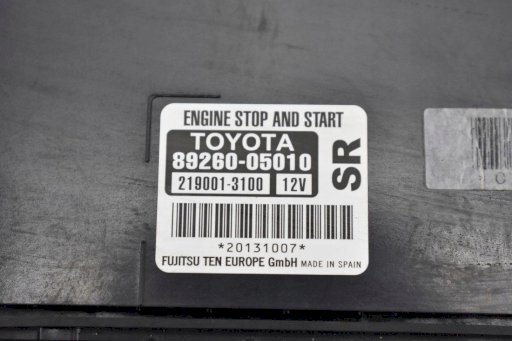 ENGINE STOP AND START
TOYOTA
89260-05010
219001-3100 12V
SR
*20131007*
FUJITSU TEN EUROPE GmbH MADE IN SPAIN